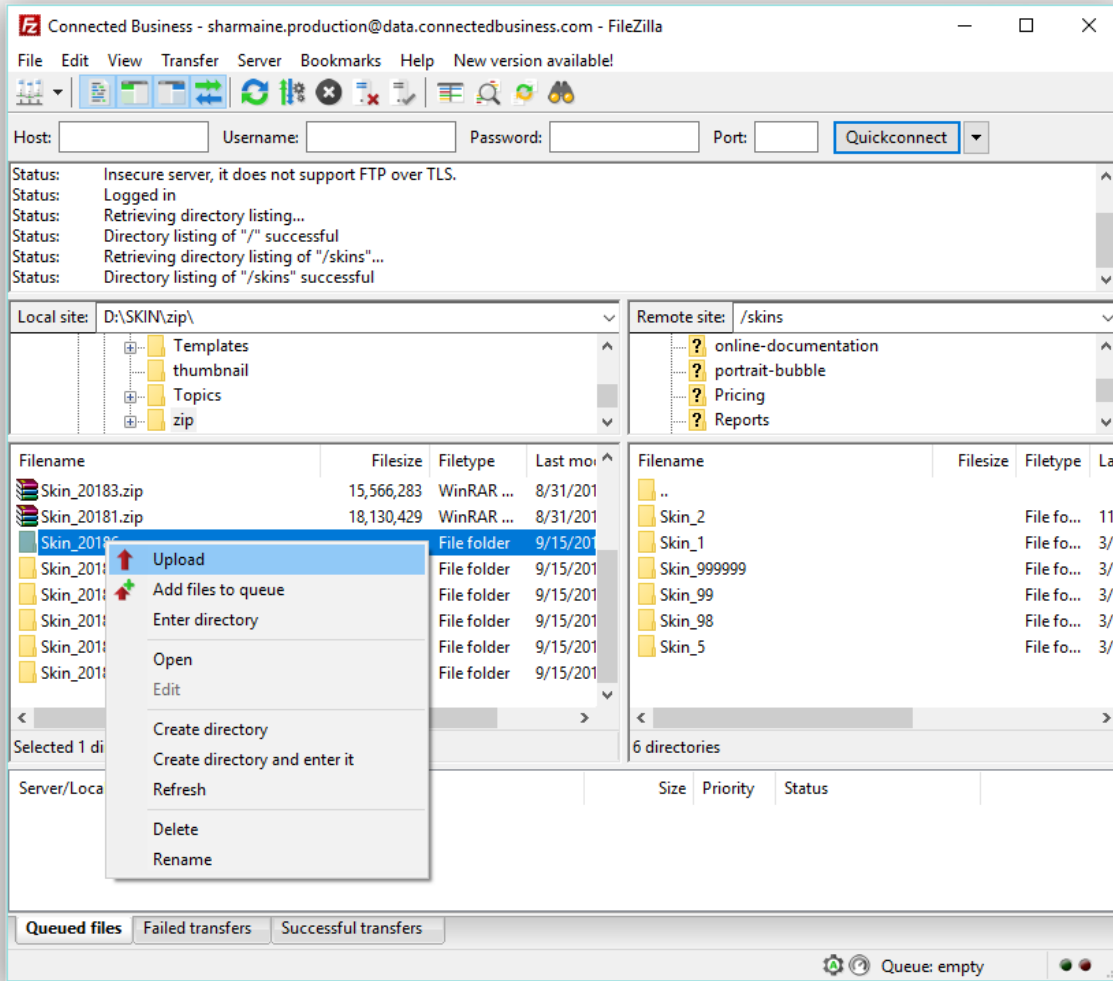 Connected Business - sharmaine.production@data.connectedbusiness.com - FileZilla
File Edit View Transfer Server Bookmarks Help New version available!
Host: Username: Password: Port: Quickconnect
Status: Insecure server, it does not support FTP over TLS.
Status: Logged in
Status: Retrieving directory listing...
Status: Directory listing of "/" successful
Status: Retrieving directory listing of "/skins"...
Status: Directory listing of "/skins" successful
Local site: D:\SKIN\zip\
Templates
thumbnail
Topics
zip
Remote site: /skins
online-documentation
portrait-bubble
Pricing
Reports
Filename Filesize Filetype Last mo
Skin_20183.zip 15,566,283 WinRAR ... 8/31/201
Skin_20181.zip 18,130,429 WinRAR ... 8/31/201
Skin_20186 File folder 9/15/201
Skin_201 File folder 9/15/201
Skin_201 File folder 9/15/201
Skin_201 File folder 9/15/201
Skin_201 File folder 9/15/201
Skin_201 File folder 9/15/201
Selected 1 di
Upload
Add files to queue
Enter directory
Open
Edit
Create directory
Create directory and enter it
Refresh
Delete
Rename
Filename Filesize Filetype La
..
Skin_2 File fo... 11
Skin_1 File fo... 3/
Skin_999999 File fo... 3/
Skin_99 File fo... 3/
Skin_98 File fo... 3/
Skin_5 File fo... 3/
6 directories
Server/Loca Size Priority Status
Queued files Failed transfers Successful transfers
Queue: empty